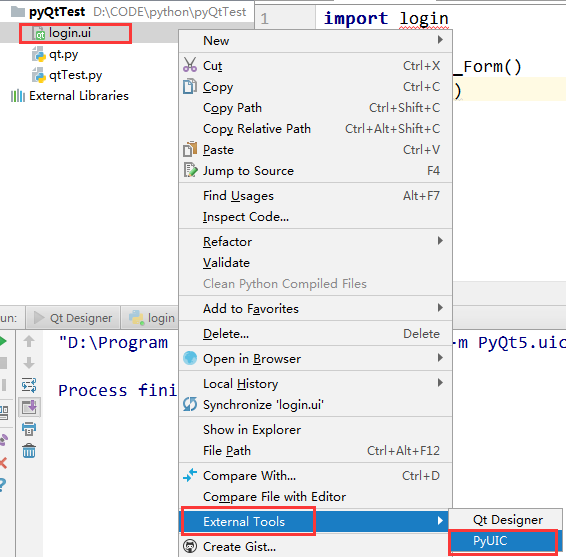 pyQtTest D:\CODE\python\pyQtTest
login.ui
qt.py
qtTest.py
External Libraries
1 import login
_Form()
)
New
Cut Ctrl+X
Copy Ctrl+C
Copy Path Ctrl+Shift+C
Copy Relative Path Ctrl+Alt+Shift+C
Paste Ctrl+V
Jump to Source F4
Find Usages Alt+F7
Inspect Code...
Refactor
Validate
Clean Python Compiled Files
Add to Favorites
Delete... Delete
Open in Browser
Local History
Synchronize 'login.ui'
Show in Explorer
File Path Ctrl+Alt+F12
Compare With... Ctrl+D
Compare File with Editor
External Tools
Create Gist...
Qt Designer
PyUIC
un: Qt Designer login
"D:\Program -m PyQt5.uic
Process fini